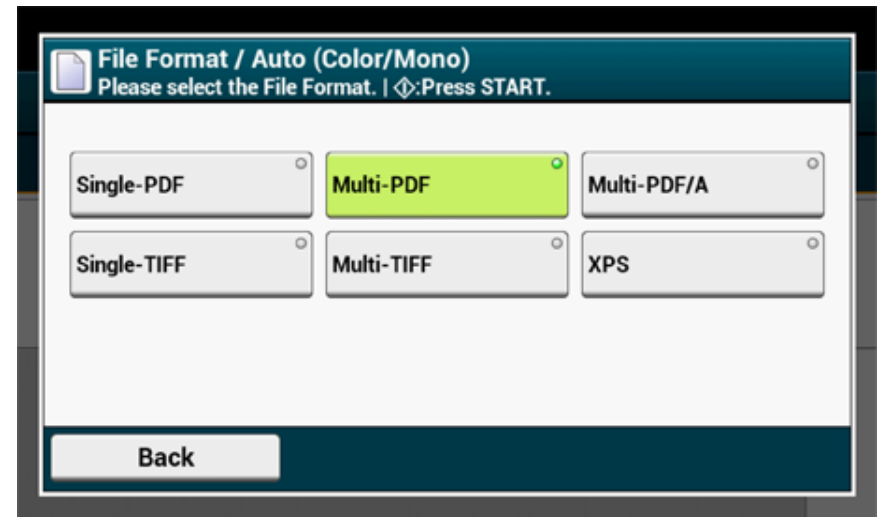 File Format / Auto (Color/Mono)
Please select the File Format. | :Press START.
Single-PDF
Multi-PDF
Multi-PDF/A
Single-TIFF
Multi-TIFF
XPS
Back